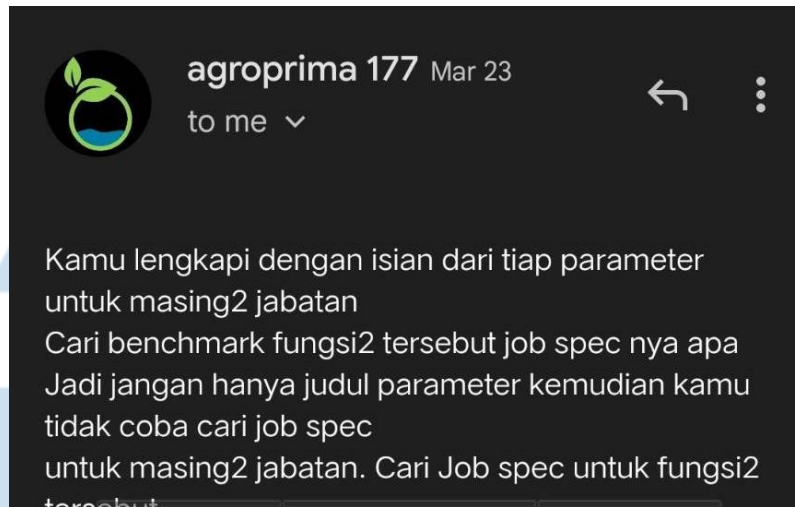 agroprima 177 Mar 23
to me
Kamu lengkapi dengan isian dari tiap parameter
untuk masing2 jabatan
Cari benchmark fungsi2 tersebut job spec nya apa
Jadi jangan hanya judul parameter kemudian kamu
tidak coba cari job spec
untuk masing2 jabatan. Cari Job spec untuk fungsi2
tersebut